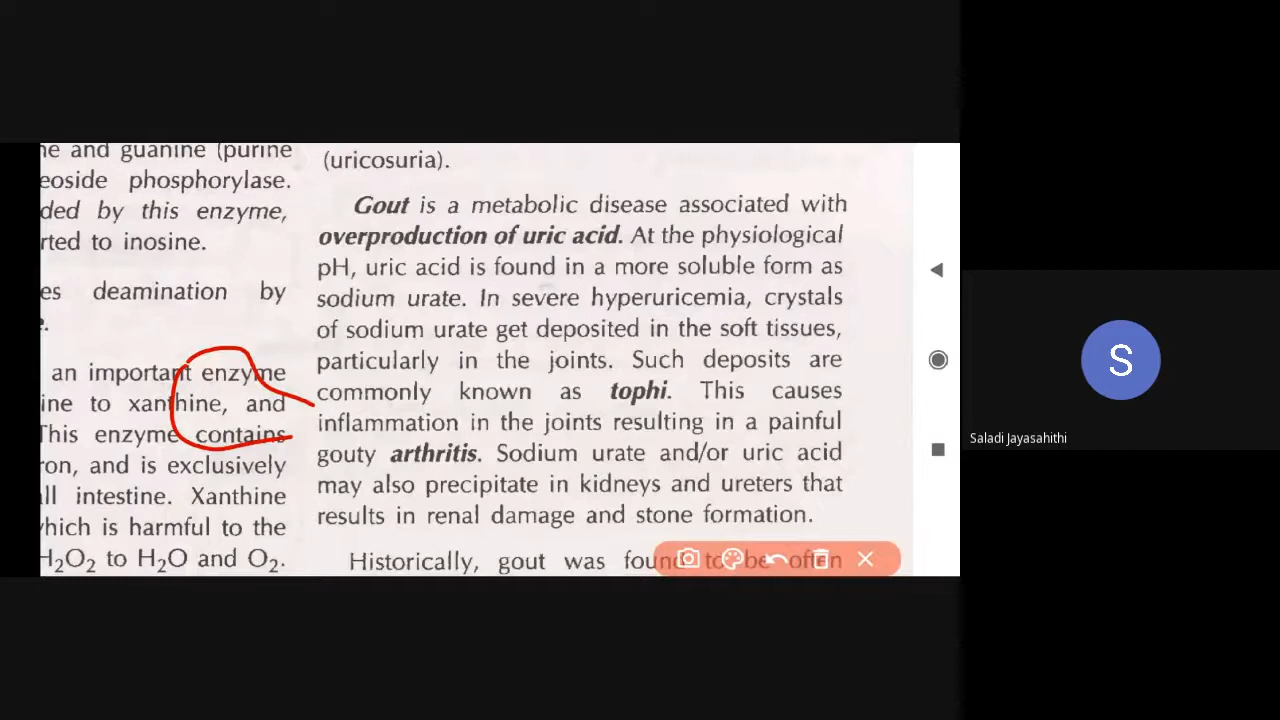 ne and guanine (purine
eoside phosphorylase.
ded by this enzyme,
rted to inosine.
es deamination by
e.
an important enzyme
ine to xanthine, and
This enzyme contains
ron, and is exclusively
ll intestine. Xanthine
which is harmful to the
H₂O₂ to H₂O and O₂.
(uricosuria).
Gout is a metabolic disease associated with
overproduction of uric acid. At the physiological
pH, uric acid is found in a more soluble form as
sodium urate. In severe hyperuricemia, crystals
of sodium urate get deposited in the soft tissues,
particularly in the joints. Such deposits are
commonly known as tophi. This causes
inflammation in the joints resulting in a painful
gouty arthritis. Sodium urate and/or uric acid
may also precipitate in kidneys and ureters that
results in renal damage and stone formation.
Historically, gout was found to be often
S
Saladi Jayasahithi